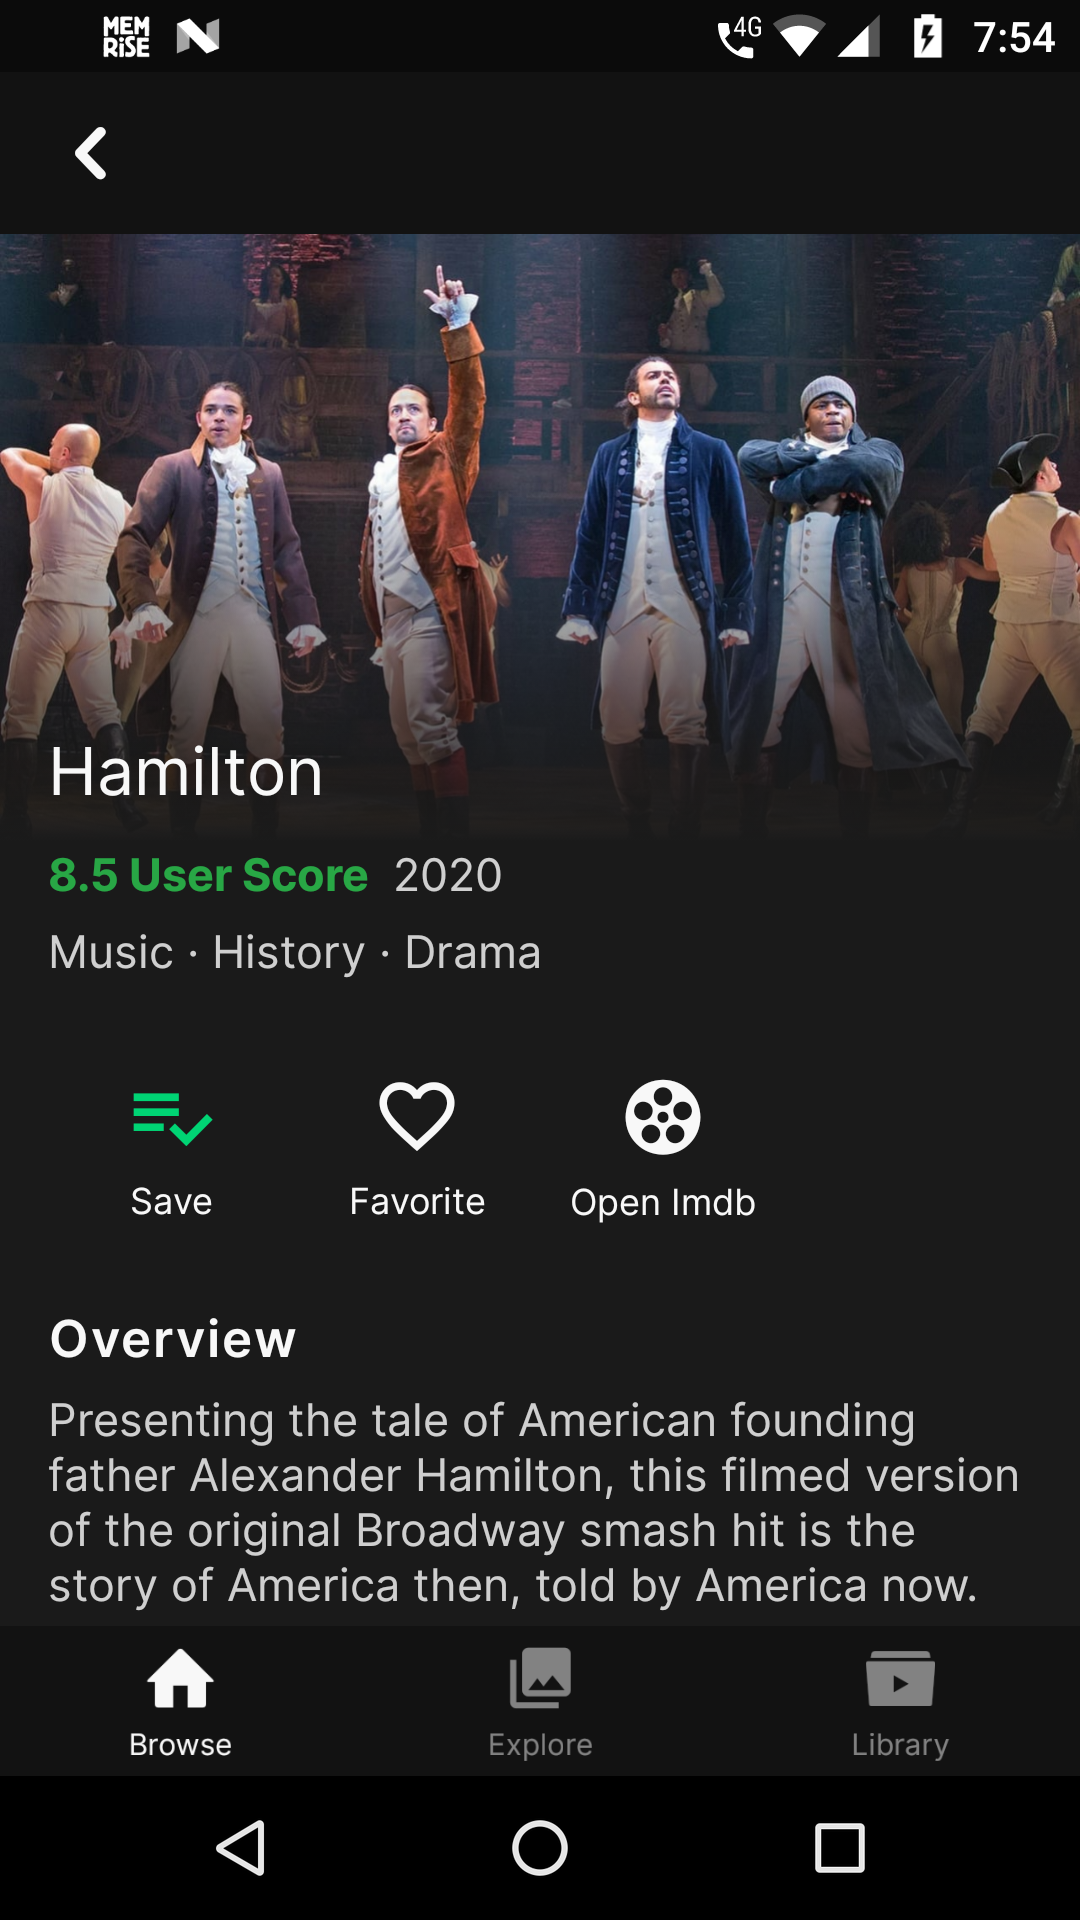 MEM
RiSE
4G
7:54
Hamilton
8.5 User Score 2020
Music · History · Drama
Save
Favorite
Open Imdb
Overview
Presenting the tale of American founding
father Alexander Hamilton, this filmed version
of the original Broadway smash hit is the
story of America then, told by America now.
Browse
Explore
Library